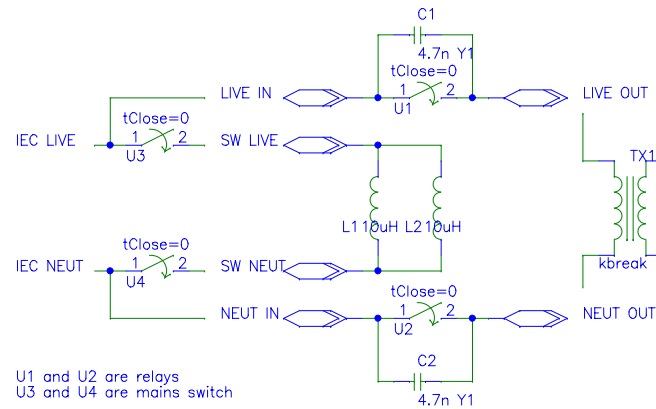 C1
4.7n Y1
tClose=0
LIVE IN
1 2
U1
LIVE OUT
tClose=0
IEC LIVE
1 2
U3
SW LIVE
TX1
L1 10uH L2 10uH
tClose=0
IEC NEUT
1 2
U4
SW NEUT
kbreak
tClose=0
NEUT IN
1 2
U2
NEUT OUT
C2
4.7n Y1
U1 and U2 are relays
U3 and U4 are mains switch